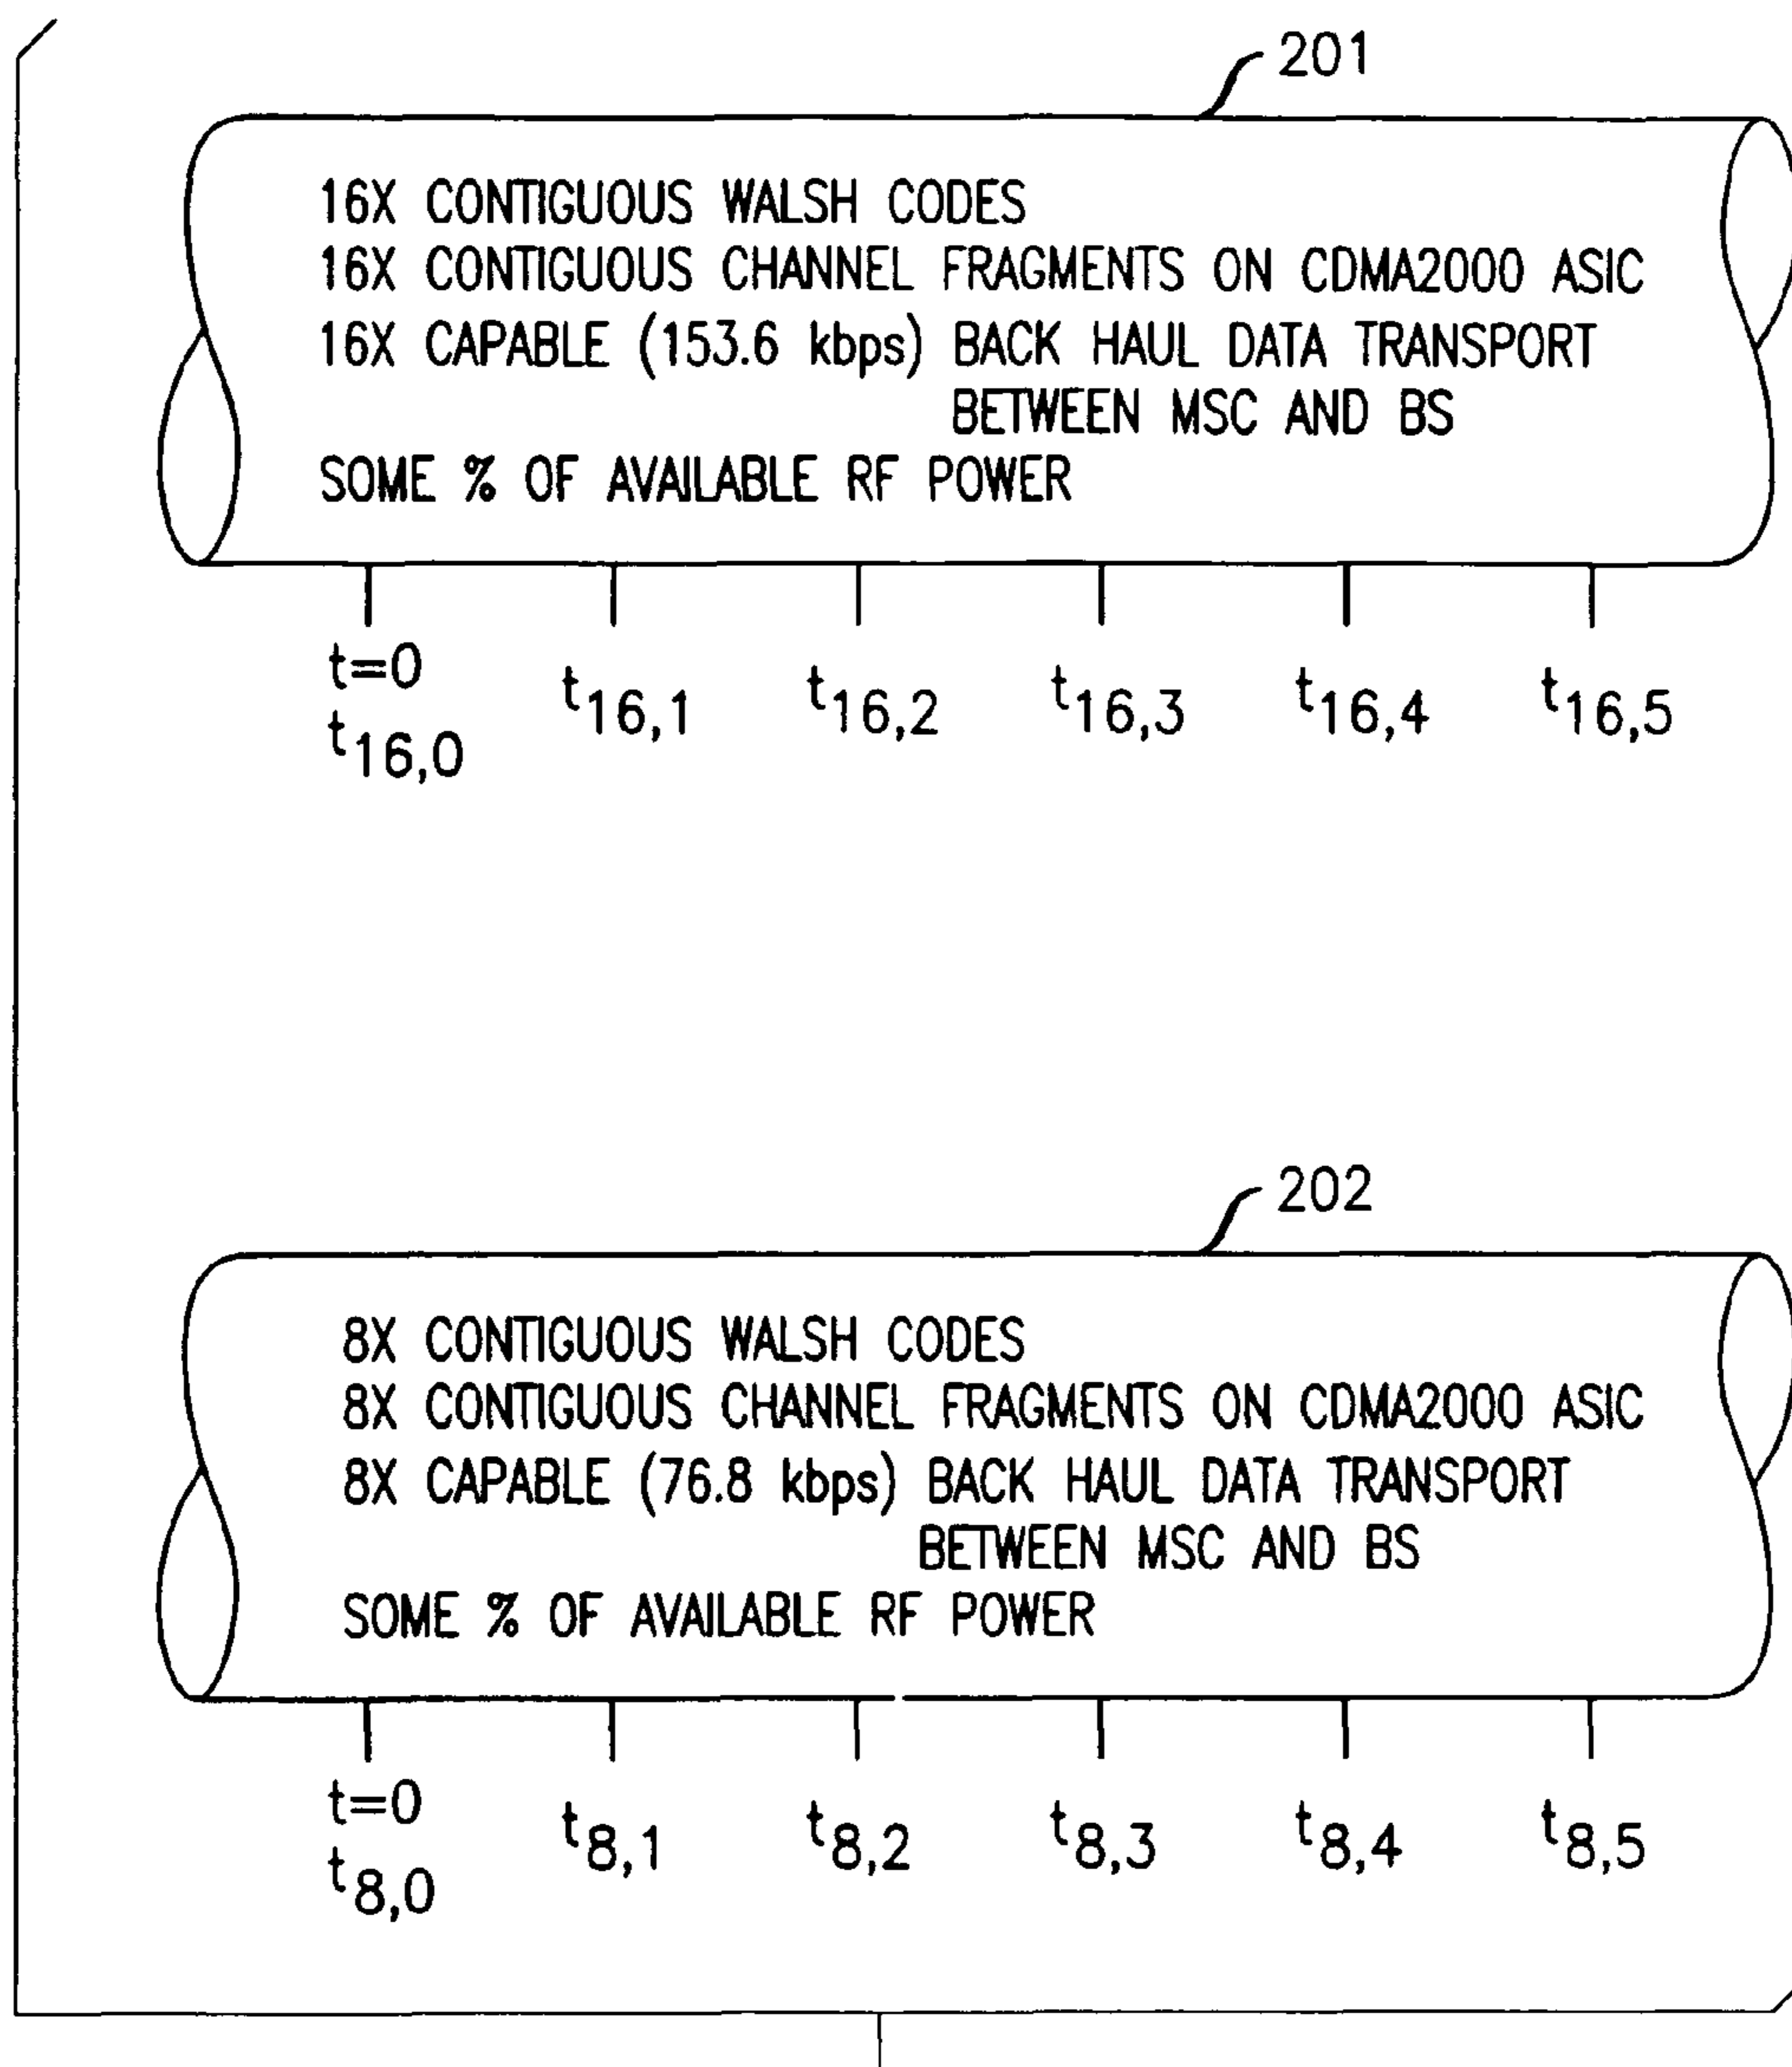 201
16X CONTIGUOUS WALSH CODES
16X CONTIGUOUS CHANNEL FRAGMENTS ON CDMA2000 ASIC
16X CAPABLE (153.6 kbps) BACK HAUL DATA TRANSPORT
BETWEEN MSC AND BS
SOME % OF AVAILABLE RF POWER
t=0
t16,0 t16,1 t16,2 t16,3 t16,4 t16,5
202
8X CONTIGUOUS WALSH CODES
8X CONTIGUOUS CHANNEL FRAGMENTS ON CDMA2000 ASIC
8X CAPABLE (76.8 kbps) BACK HAUL DATA TRANSPORT
BETWEEN MSC AND BS
SOME % OF AVAILABLE RF POWER
t=0
t8,0 t8,1 t8,2 t8,3 t8,4 t8,5